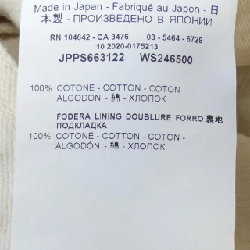 Made in Japan - Fabriqué au Japon - 日
本製 - ПРОИЗВЕДЕНО В ЯПОНИИ
RN 104642 - CA 3476 03 - 5464 - 5726
10 2020-0175213
JPPS663122 WS246500
100% COTONE - COTTON - COTON
ALGODÓN - 綿 - ХЛОПОК
FODERA LINING DOUBLURE FORRO 裏地
ПОДКЛАДКА
100% COTONE - COTTON - COTON -
ALGODÓN - 綿 - ХЛОПОК